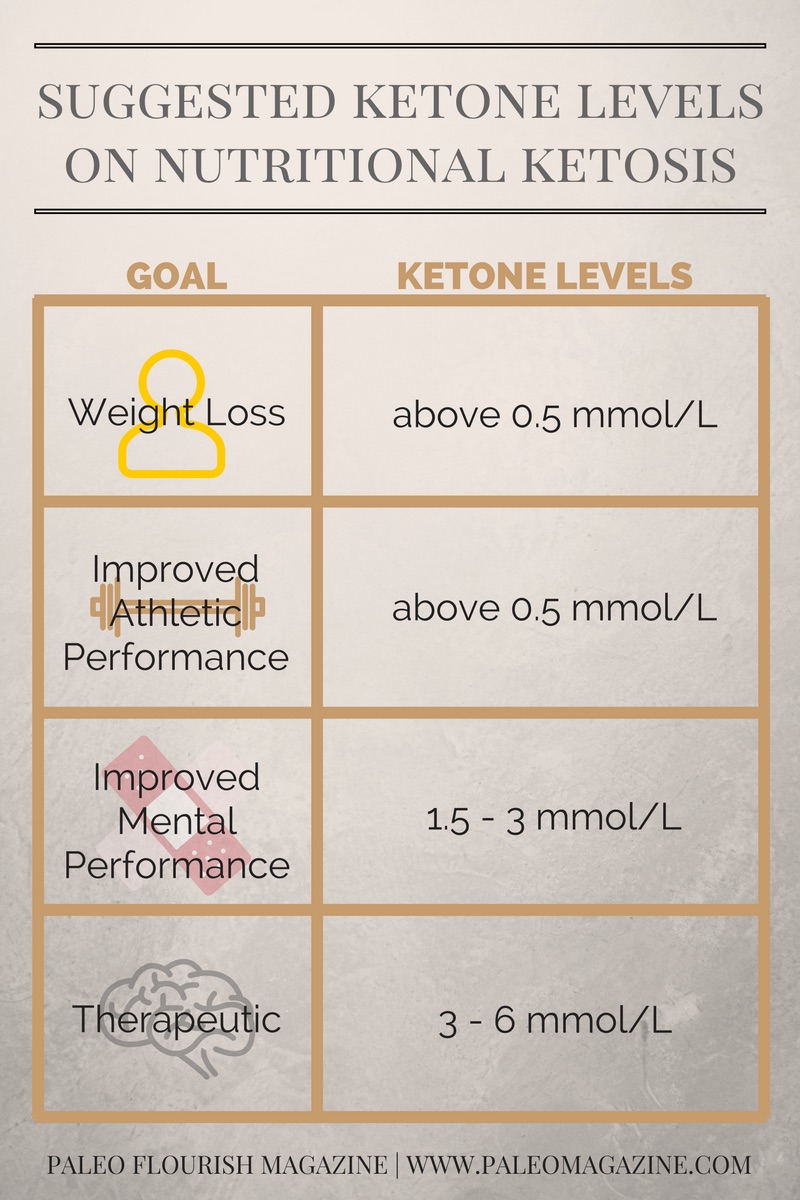 SUGGESTED KETONE LEVELS
ON NUTRITIONAL KETOSIS
GOAL
KETONE LEVELS
Weight Loss
above 0.5 mmol/L
Improved
Athletic
Performance
above 0.5 mmol/L
Improved
Mental
Performance
1.5 - 3 mmol/L
Therapeutic
3 - 6 mmol/L
PALEO FLOURISH MAGAZINE | WWW.PALEOMAGAZINE.COM